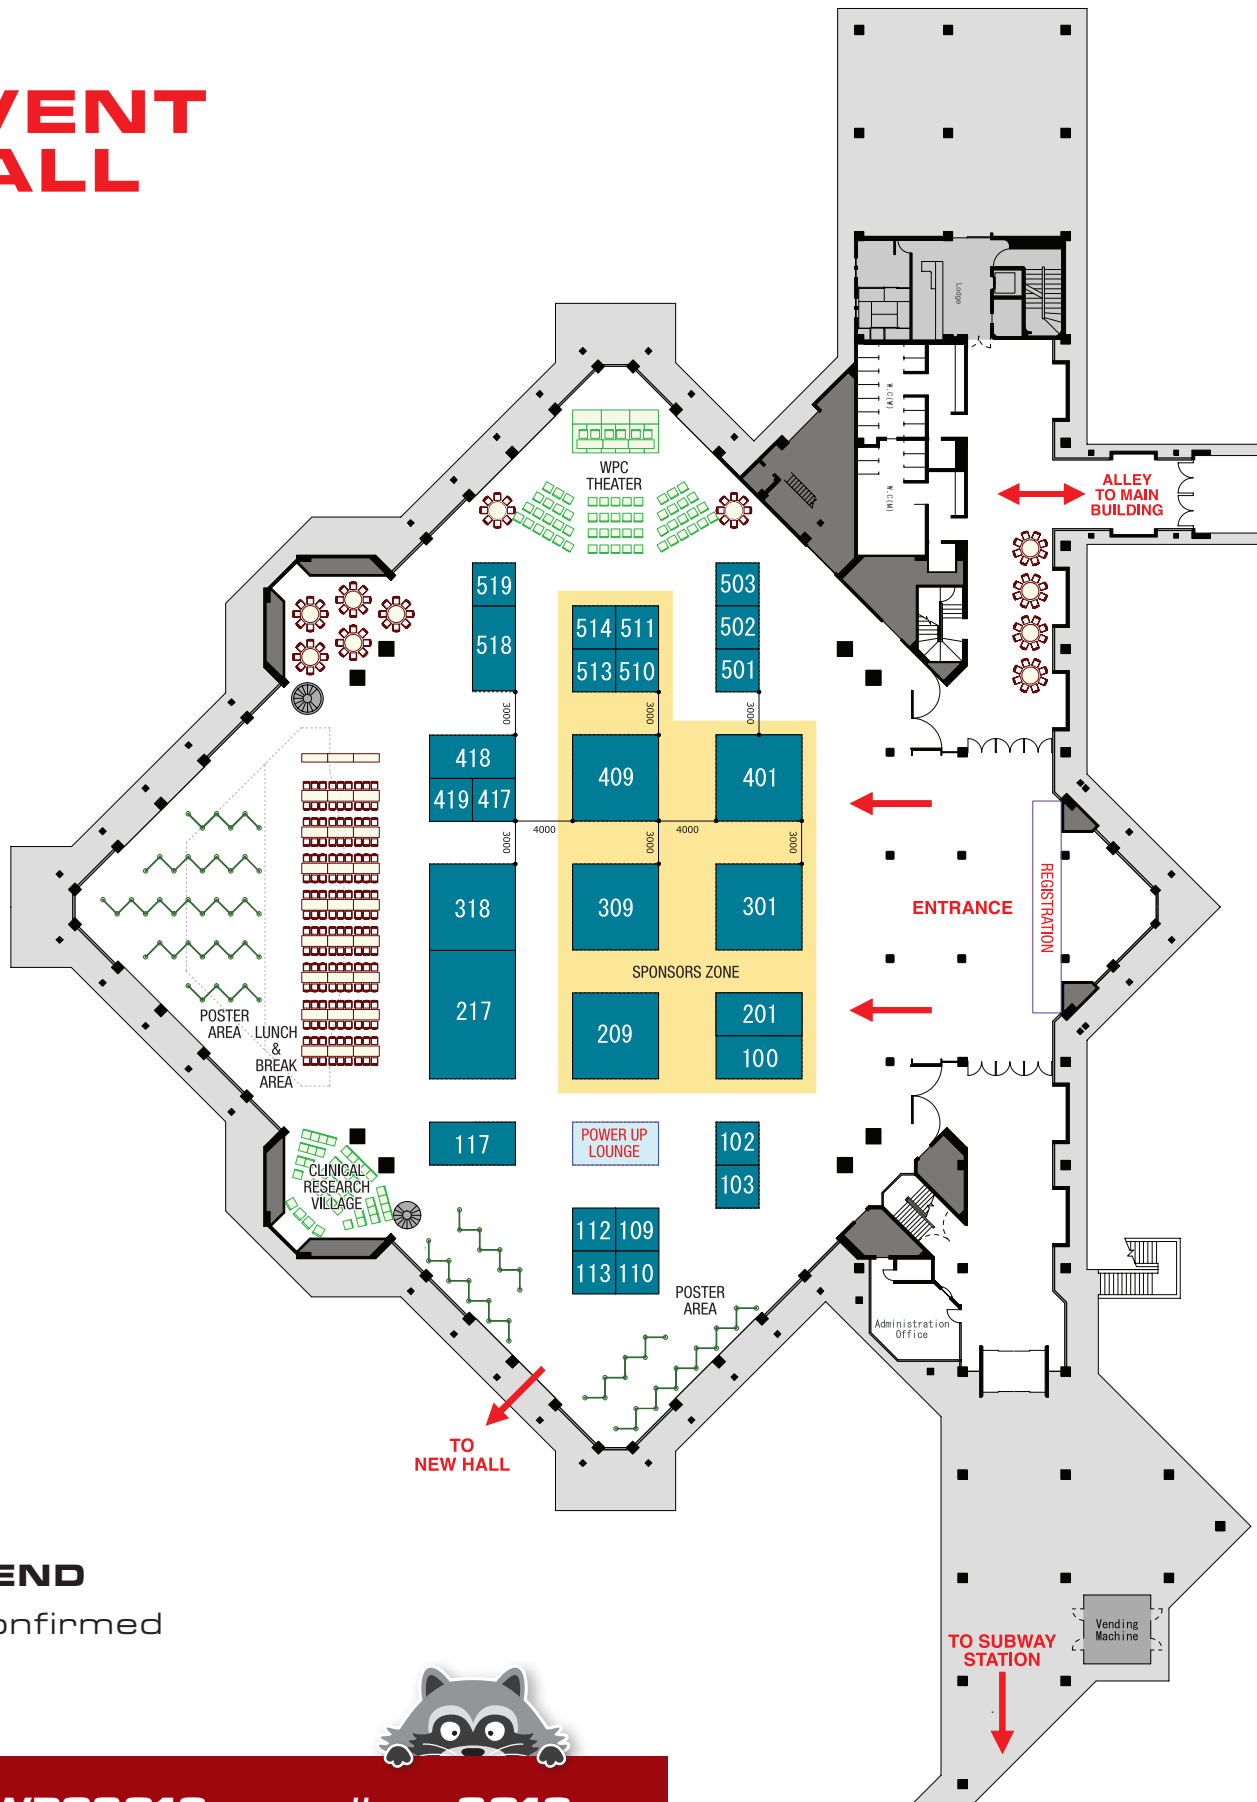 VENT
ALL
Lodge
W.C(W)
W.C(M)
ALLEY
TO MAIN
BUILDING
WPC
THEATER
519
518
514
511
513
510
503
502
501
3000
3000
3000
418
419
417
409
401
4000
4000
3000
3000
3000
318
309
301
ENTRANCE
REGISTRATION
SPONSORS ZONE
217
209
201
100
POSTER
AREA
LUNCH
&
BREAK
AREA
117
POWER UP
LOUNGE
102
103
CLINICAL
RESEARCH
VILLAGE
112
109
113
110
POSTER
AREA
Administration
Office
TO
NEW HALL
END
onfirmed
Vending
Machine
TO SUBWAY
STATION